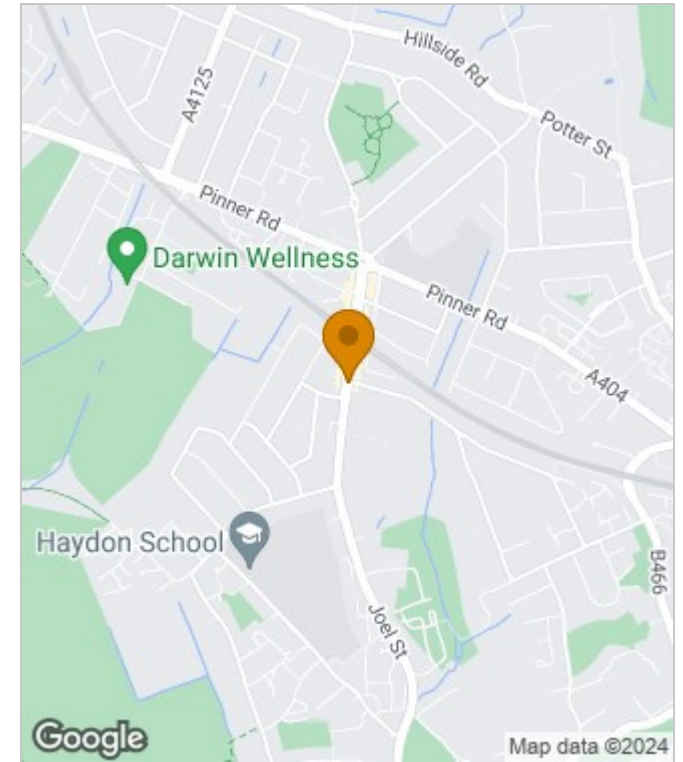 Hillside Rd
A4125
Potter St
Pinner Rd
Darwin Wellness
Pinner Rd
A404
Haydon School
B466
Joel St
Google
Map data ©2024